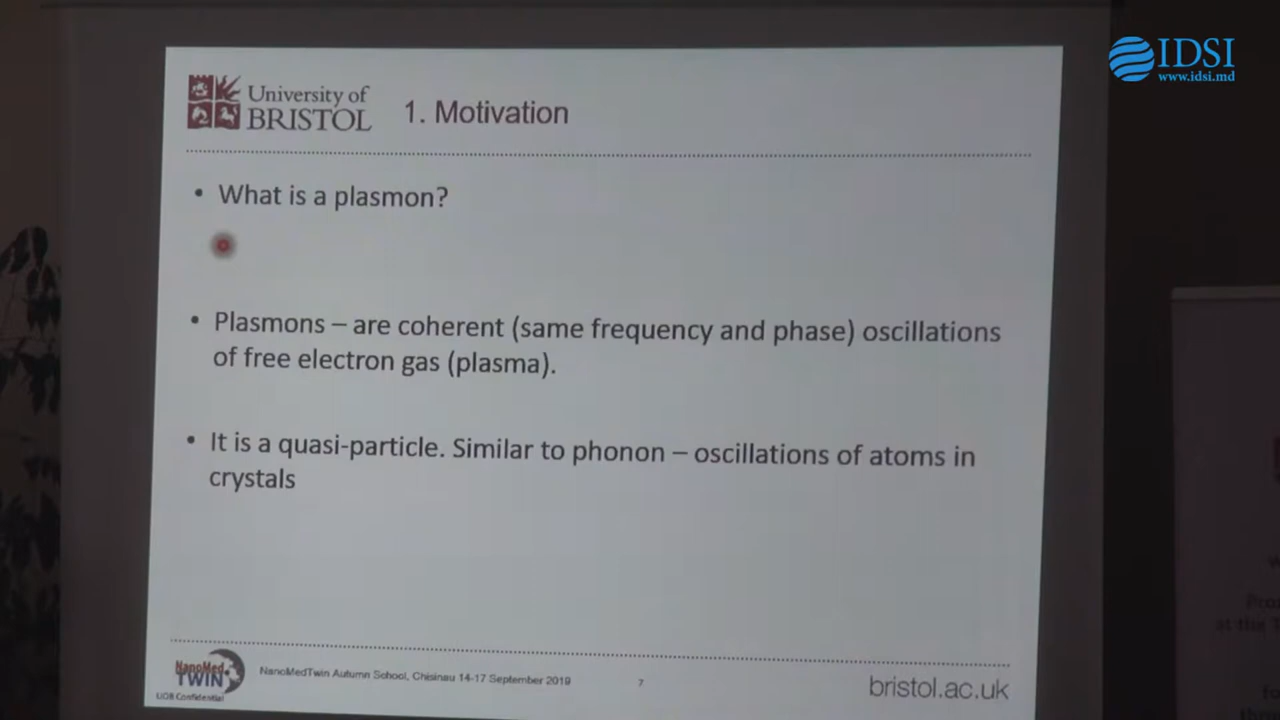 IDSI
www.idsi.md
University of
BRISTOL
1. Motivation
• What is a plasmon?
• Plasmons – are coherent (same frequency and phase) oscillations
of free electron gas (plasma).
• It is a quasi-particle. Similar to phonon – oscillations of atoms in
crystals
NanoMed
TWIN
UOB Confidential
NanoMedTwin Autumn School, Chisinau 14-17 September 2019
7
bristol.ac.uk
at the